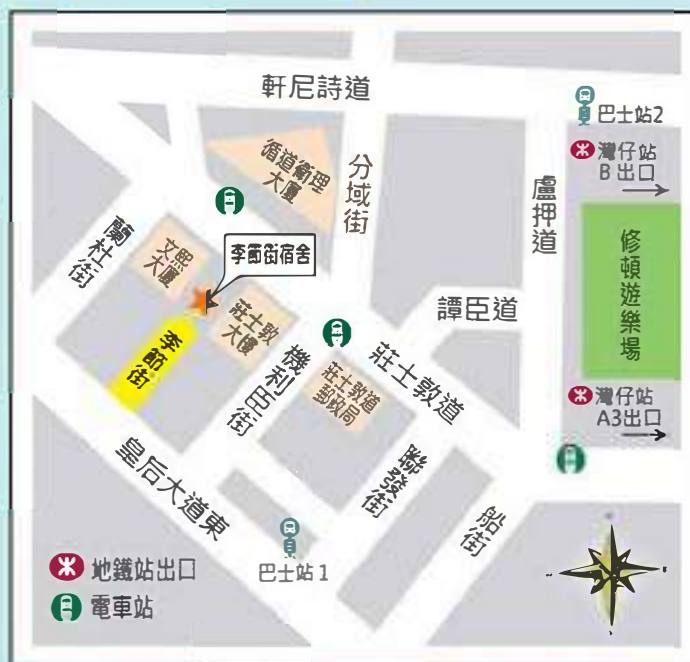 軒尼詩道
巴士站2
灣仔站
B 出口
循道衛理
大廈
分域街
盧押道
蘭杜街
文熙
大廈
李節街宿舍
修頓遊樂場
莊士敦
大樓
譚臣道
李節街
機利臣街
莊士敦道
郵政局
莊士敦道
灣仔站
A3出口
皇后大道東
聯發街
船街
地鐵站出口
巴士站 1
電車站